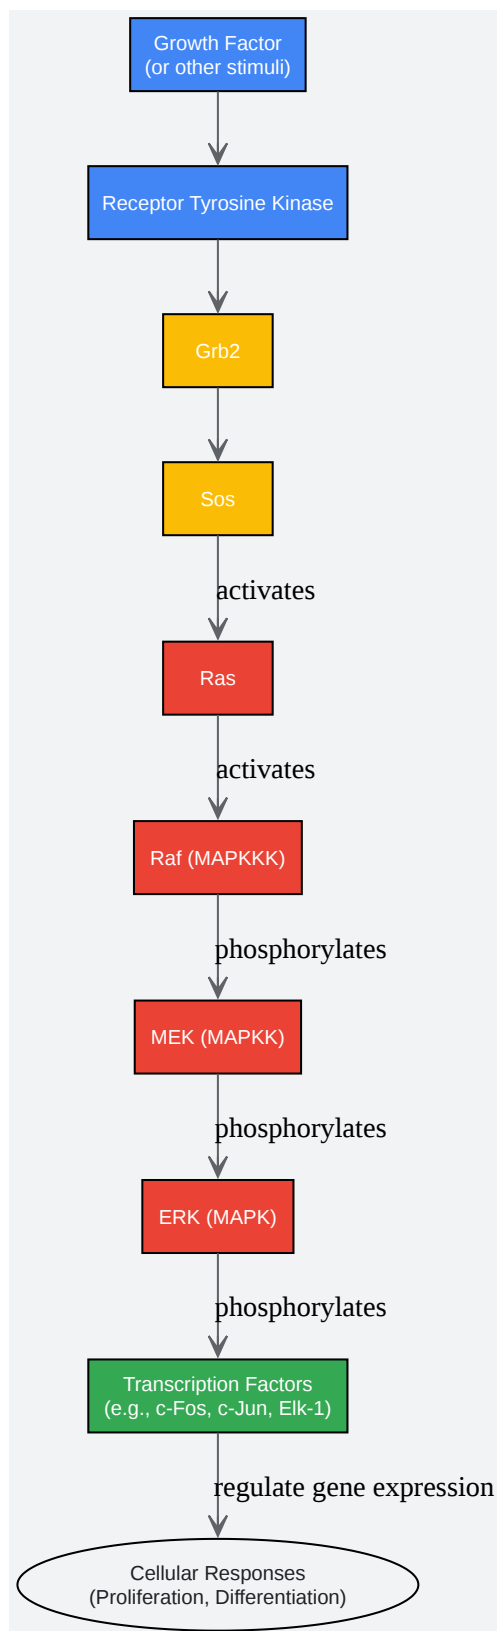 Growth Factor
(or other stimuli)
Receptor Tyrosine Kinase
Grb2
Sos
activates
Ras
activates
Raf (MAPKKK)
phosphorylates
MEK (MAPKK)
phosphorylates
ERK (MAPK)
phosphorylates
Transcription Factors
(e.g., c-Fos, c-Jun, Elk-1)
regulate gene expression
Cellular Responses
(Proliferation, Differentiation)